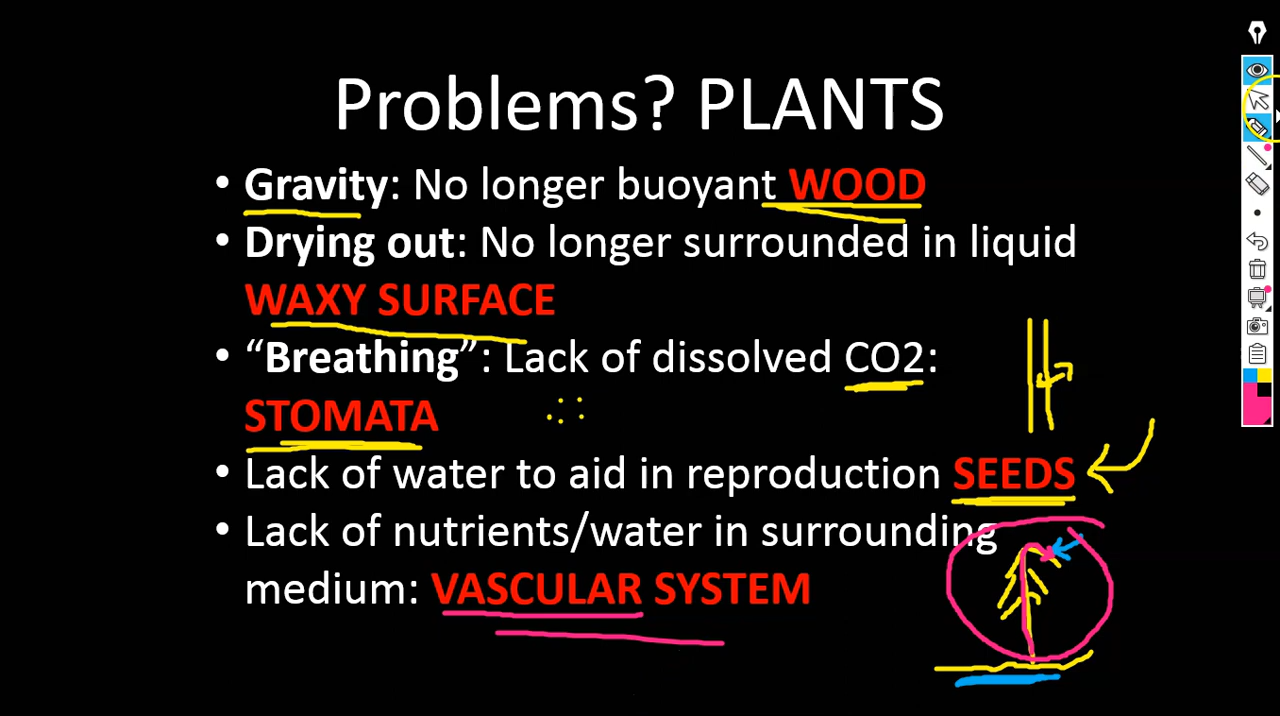 Problems? PLANTS
• Gravity: No longer buoyant WOOD
• Drying out: No longer surrounded in liquid
WAXY SURFACE
• “Breathing”: Lack of dissolved CO2:
STOMATA
• Lack of water to aid in reproduction SEEDS
• Lack of nutrients/water in surrounding
medium: VASCULAR SYSTEM